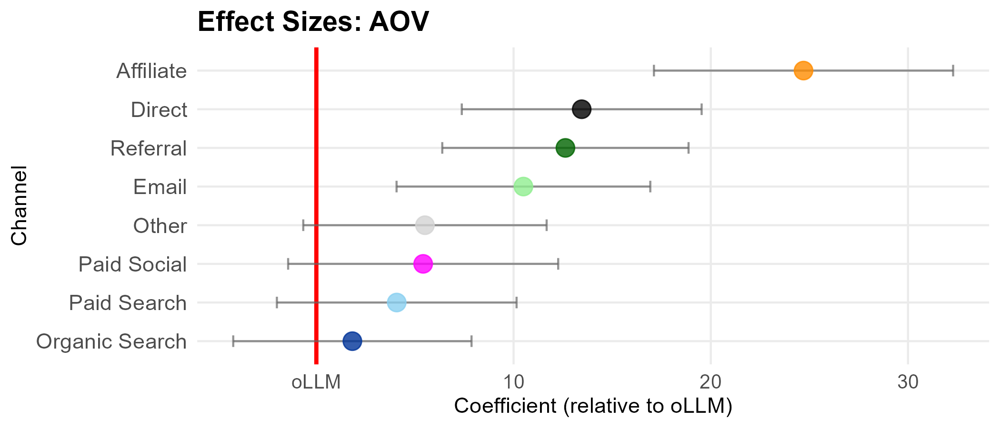 Effect Sizes: AOV
Channel
Affiliate
Direct
Referral
Email
Other
Paid Social
Paid Search
Organic Search
oLLM 10 20 30
Coefficient (relative to oLLM)